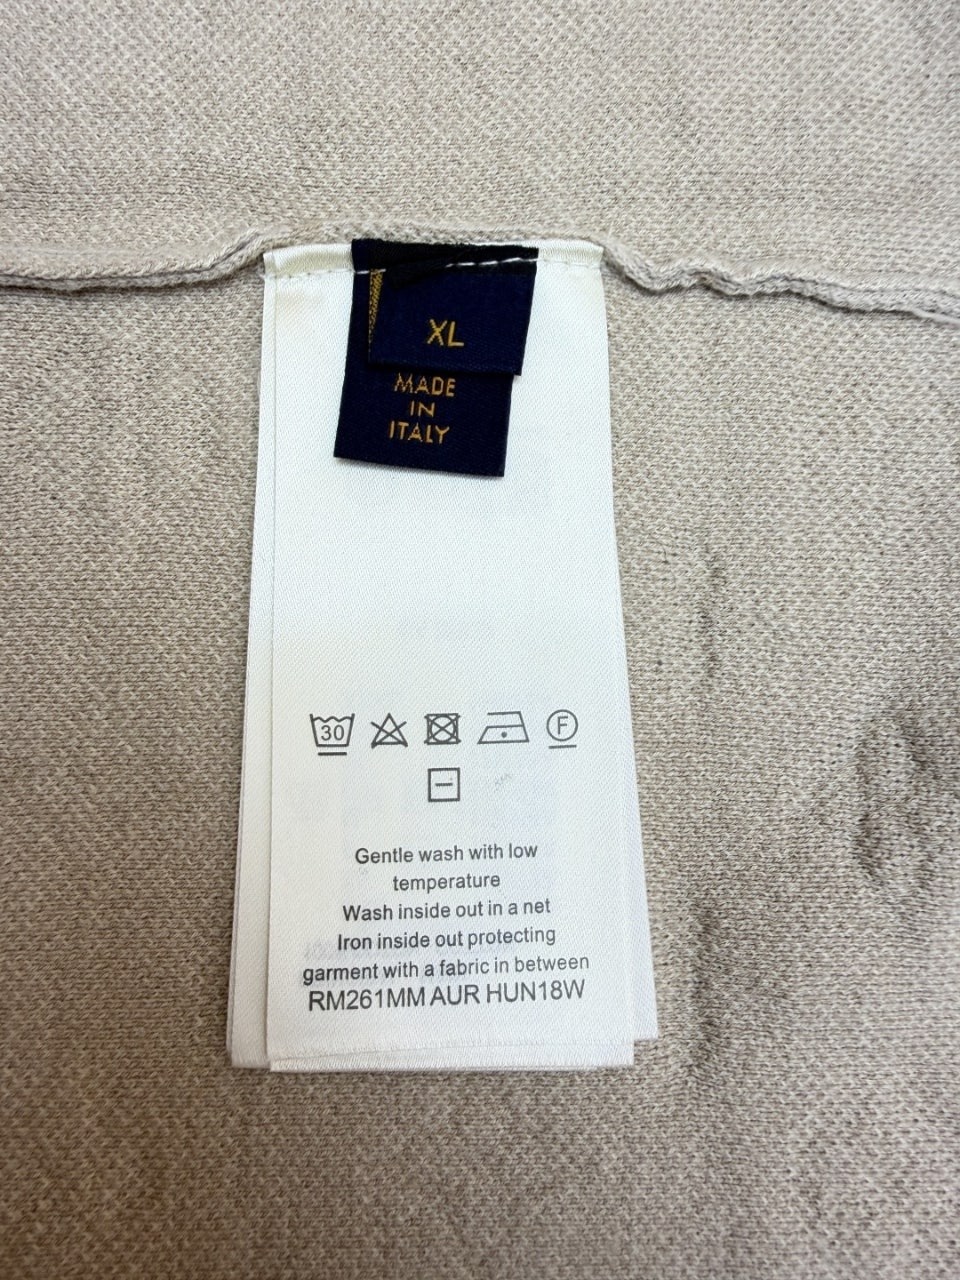 XL
MADE
IN
ITALY
30
F
Gentle wash with low
temperature
Wash inside out in a net
Iron inside out protecting
garment with a fabric in between
RM261MM AUR HUN18W